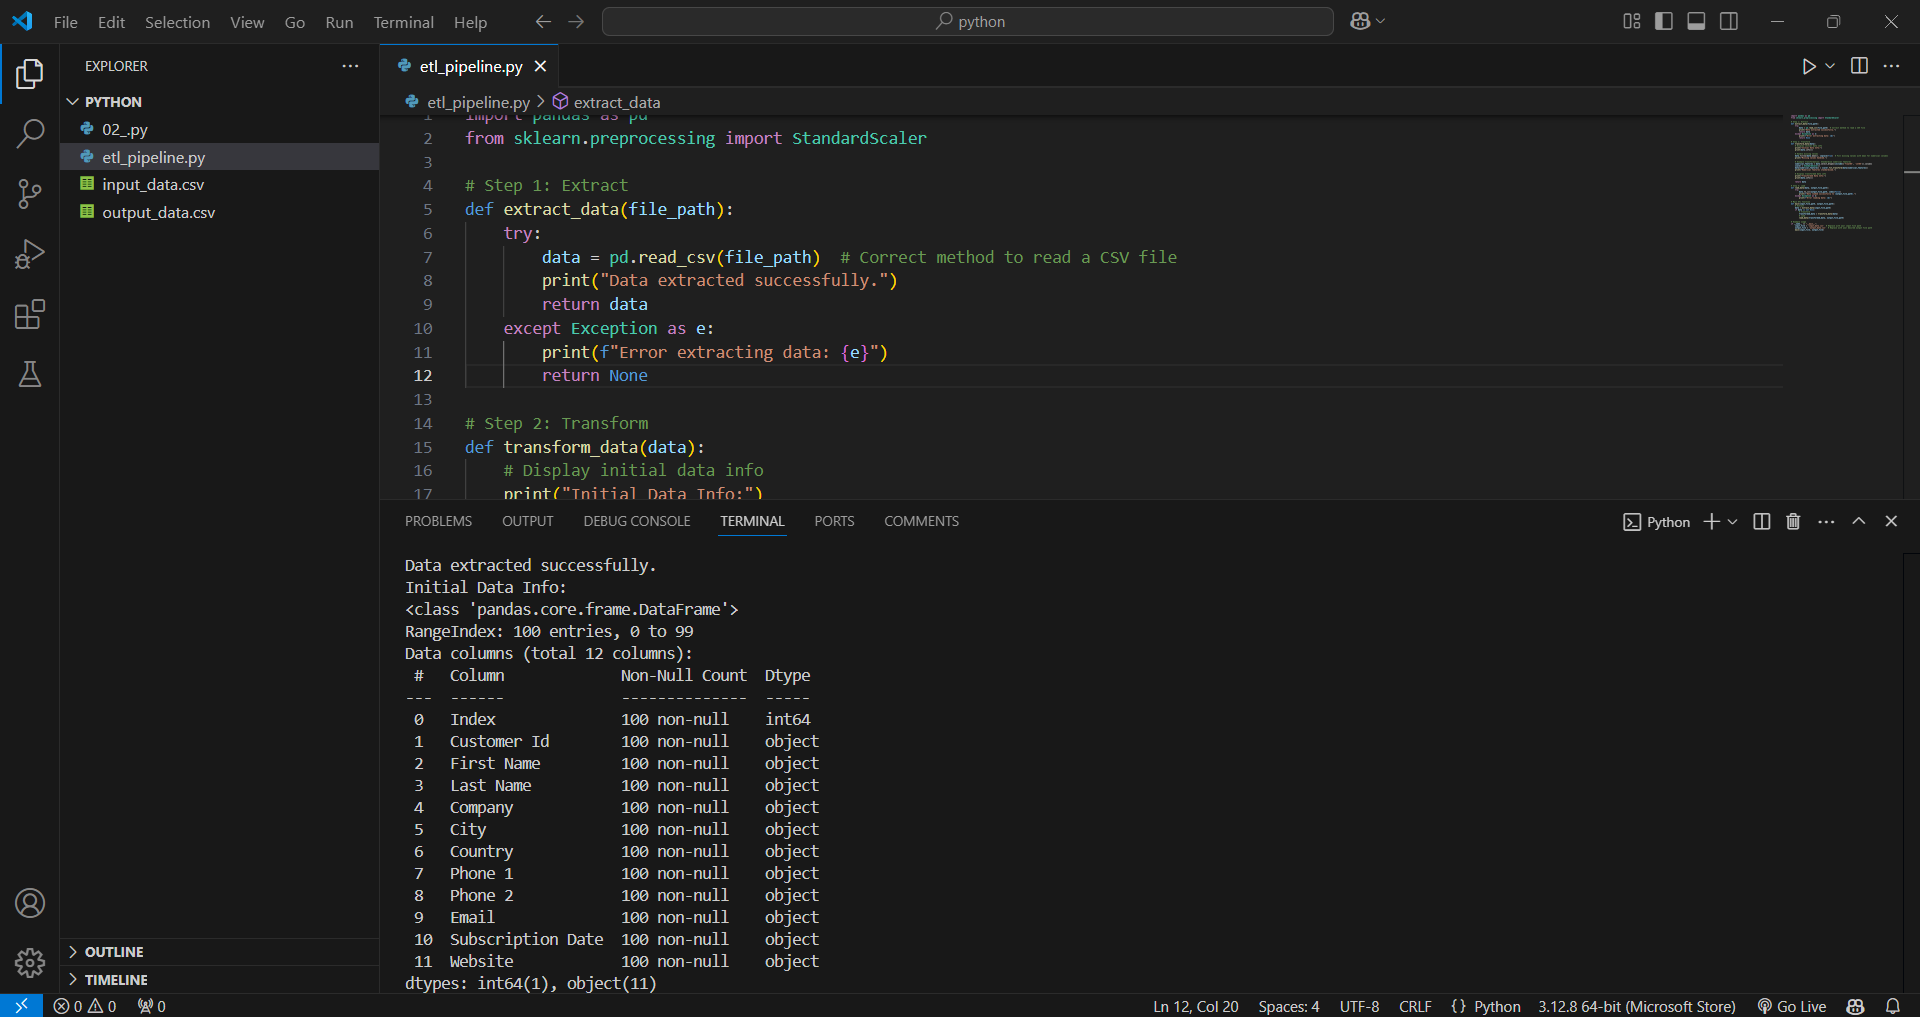 File Edit Selection View Go Run Terminal Help
python
EXPLORER
PYTHON
02_.py
etl_pipeline.py
input_data.csv
output_data.csv
OUTLINE
TIMELINE
etl_pipeline.py
etl_pipeline.py > extract_data
1 import pandas as pd
2 from sklearn.preprocessing import StandardScaler
3
4 # Step 1: Extract
5 def extract_data(file_path):
6 try:
7 data = pd.read_csv(file_path) # Correct method to read a CSV file
8 print("Data extracted successfully.")
9 return data
10 except Exception as e:
11 print(f"Error extracting data: {e}")
12 return None
13
14 # Step 2: Transform
15 def transform_data(data):
16 # Display initial data info
17 print("Initial Data Info:")
PROBLEMS OUTPUT DEBUG CONSOLE TERMINAL PORTS COMMENTS
Python
Data extracted successfully.
Initial Data Info:
<class 'pandas.core.frame.DataFrame'>
RangeIndex: 100 entries, 0 to 99
Data columns (total 12 columns):
# Column Non-Null Count Dtype
--- ------ -------------- -----
0 Index 100 non-null int64
1 Customer Id 100 non-null object
2 First Name 100 non-null object
3 Last Name 100 non-null object
4 Company 100 non-null object
5 City 100 non-null object
6 Country 100 non-null object
7 Phone 1 100 non-null object
8 Phone 2 100 non-null object
9 Email 100 non-null object
10 Subscription Date 100 non-null object
11 Website 100 non-null object
dtypes: int64(1), object(11)
0 0 0
Ln 12, Col 20 Spaces: 4 UTF-8 CRLF {} Python 3.12.8 64-bit (Microsoft Store) Go Live